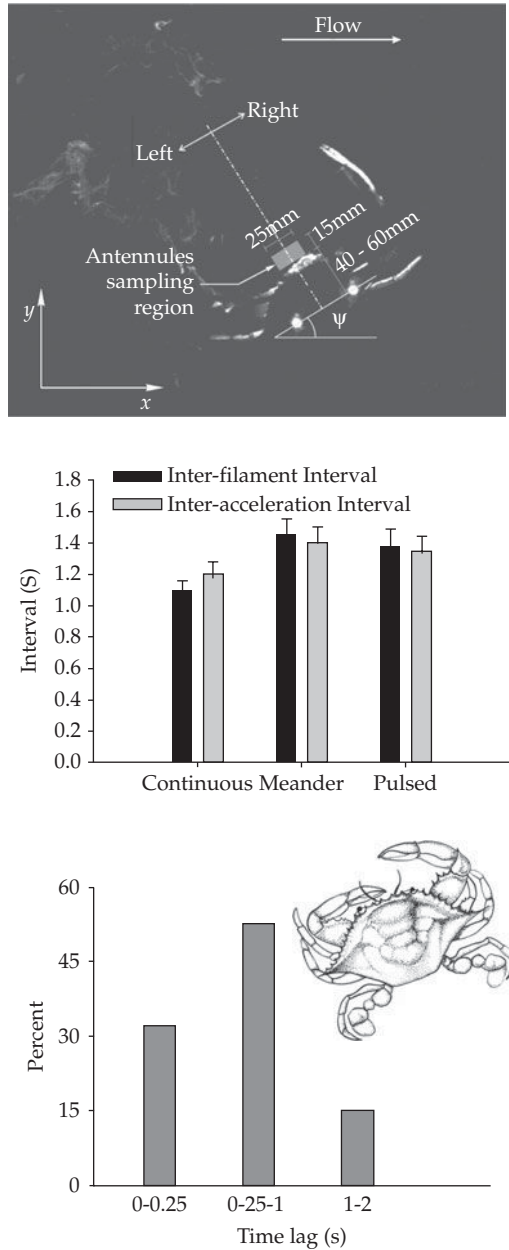 Flow
Right
Left
25mm
15mm
40 - 60mm
Antennules
sampling
region
y
x
ψ
Inter-filament Interval
Inter-acceleration Interval
Interval (S)
1.8
1.6
1.4
1.2
1.0
0.8
0.6
0.4
0.2
0.0
Continuous Meander Pulsed
Percent
60
45
30
15
0
0-0.25 0-25-1 1-2
Time lag (s)